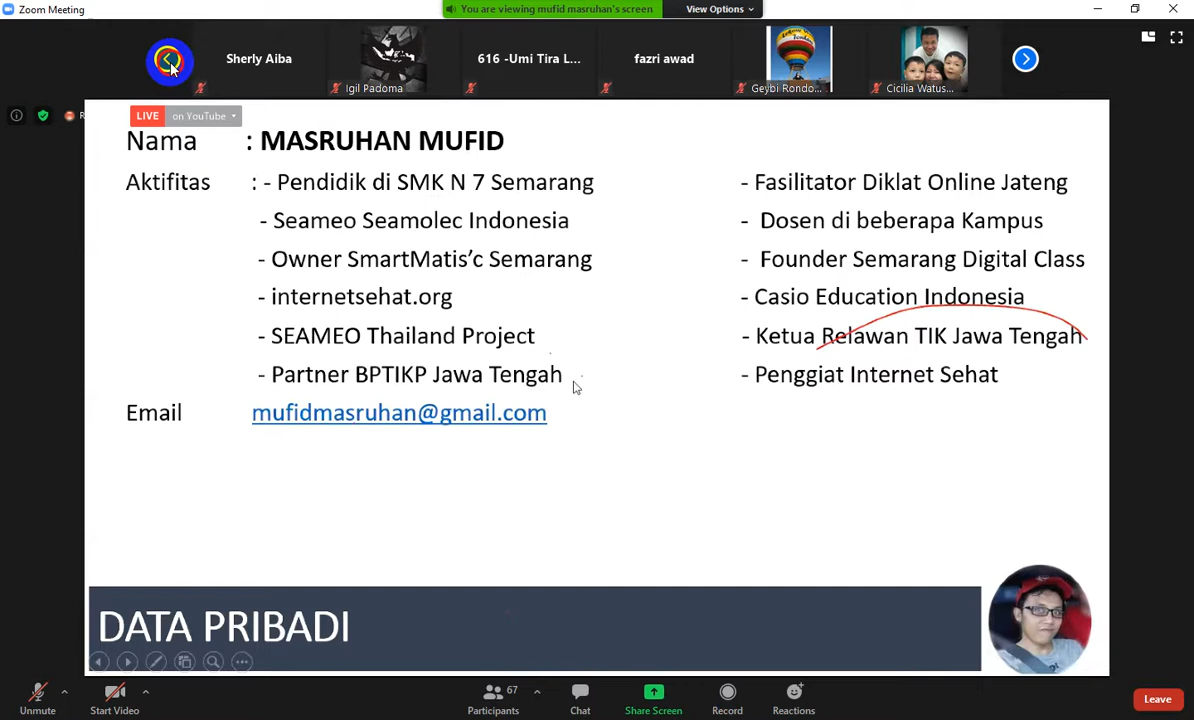 Zoom Meeting
You are viewing mufid masruhan's screen
View Options
Sherly Aiba
Igil Padoma
616 -Umi Tira L...
fazri awad
Geybi Rondo...
Cicilia Watus...
LIVE on YouTube
Nama : MASRUHAN MUFID
Aktifitas : - Pendidik di SMK N 7 Semarang
- Seameo Seamolec Indonesia
- Owner SmartMatis’c Semarang
- internetsehat.org
- SEAMEO Thailand Project
- Partner BPTIKP Jawa Tengah
- Fasilitator Diklat Online Jateng
- Dosen di beberapa Kampus
- Founder Semarang Digital Class
- Casio Education Indonesia
- Ketua Relawan TIK Jawa Tengah
- Penggiat Internet Sehat
Email mufidmasruhan@gmail.com
DATA PRIBADI
Unmute
Start Video
67
Participants
Chat
Share Screen
Record
Reactions
Leave